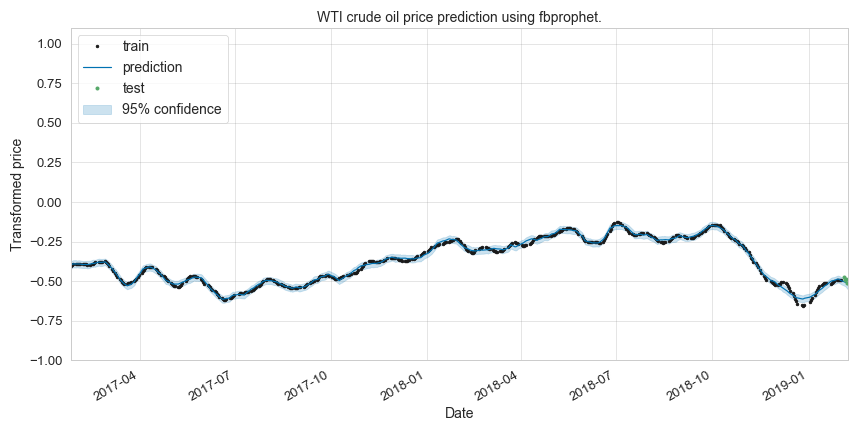 WTI crude oil price prediction using fbprophet.
train
prediction
test
95% confidence
Transformed price
1.00
0.75
0.50
0.25
0.00
−0.25
−0.50
−0.75
−1.00
2017-04
2017-07
2017-10
2018-01
2018-04
2018-07
2018-10
2019-01
Date